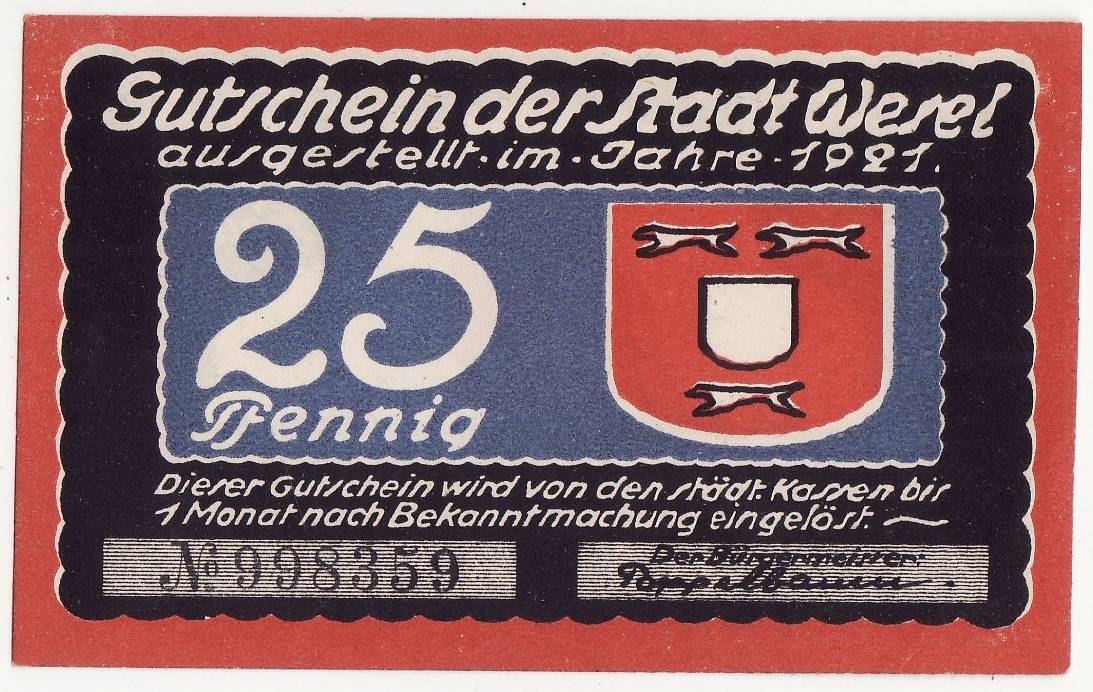 Gutschein der Stadt Wesel
ausgestellt · im · Jahre · 1921.
25
Pfennig
Dieser Gutschein wird von den städt. Kassen bis
1 Monat nach Bekanntmachung eingelöst.
№ 998359
Der Bürgermeister:
Poppelbaum